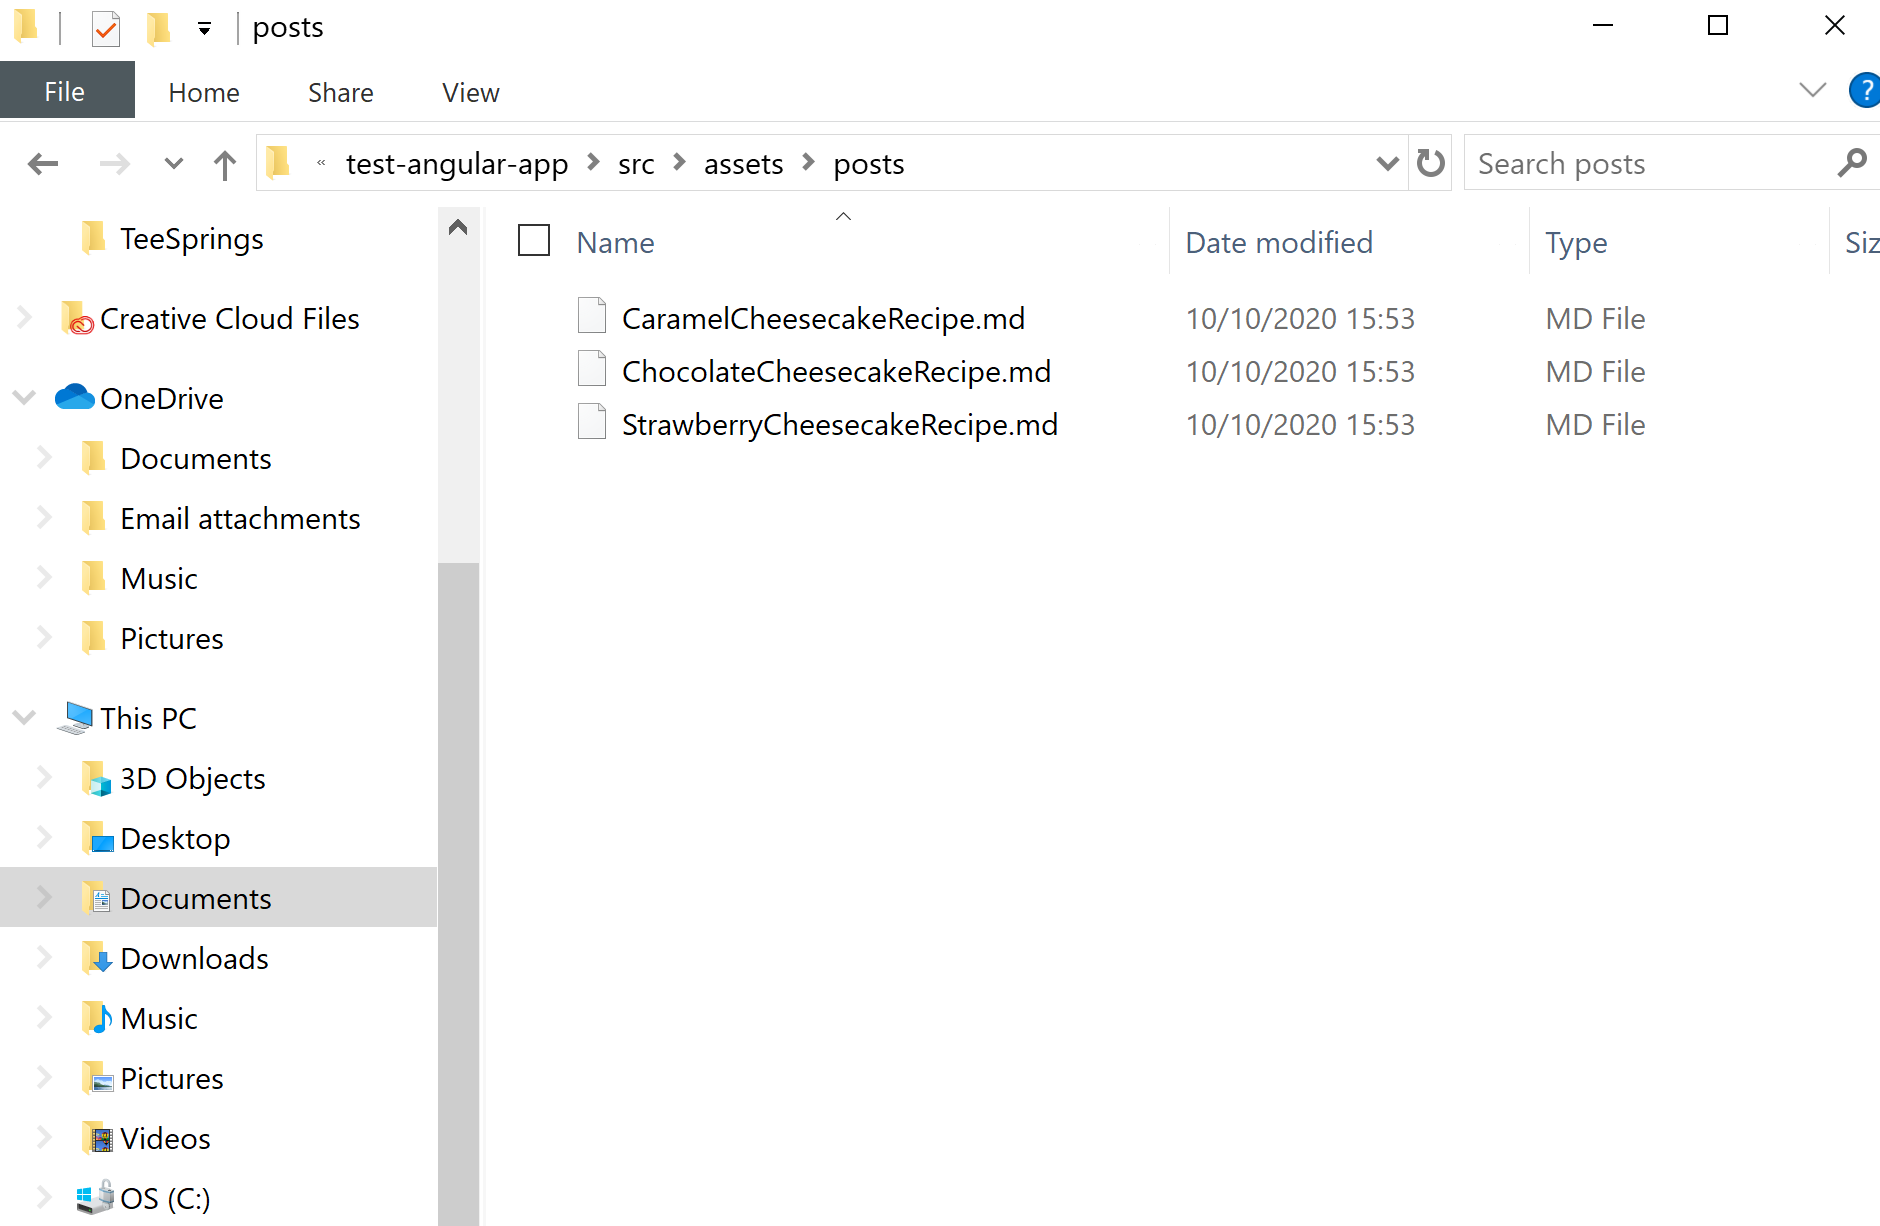 posts
File Home Share View ?
« test-angular-app src assets posts Search posts
TeeSprings
Creative Cloud Files
OneDrive
Documents
Email attachments
Music
Pictures
This PC
3D Objects
Desktop
Documents
Downloads
Music
Pictures
Videos
OS (C:)
Name Date modified Type Siz
CaramelCheesecakeRecipe.md 10/10/2020 15:53 MD File
ChocolateCheesecakeRecipe.md 10/10/2020 15:53 MD File
StrawberryCheesecakeRecipe.md 10/10/2020 15:53 MD File